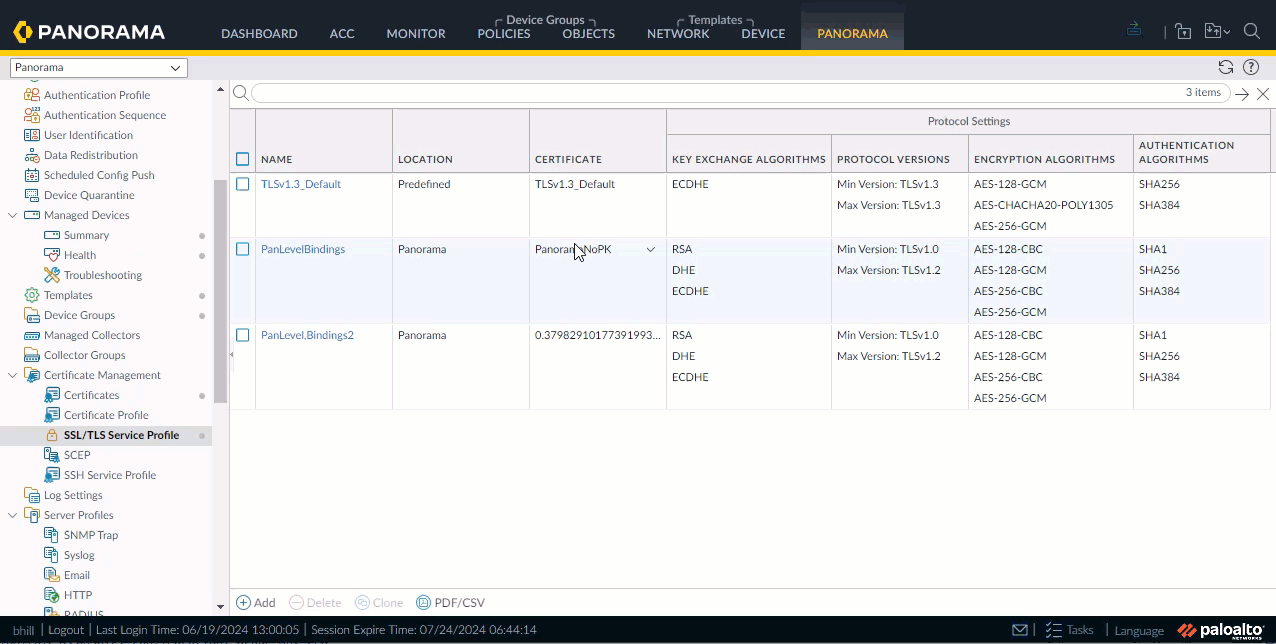 PANORAMA
DASHBOARD ACC MONITOR Device Groups POLICIES OBJECTS Templates NETWORK DEVICE PANORAMA
Panorama
Authentication Profile
Authentication Sequence
User Identification
Data Redistribution
Scheduled Config Push
Device Quarantine
Managed Devices
Summary
Health
Troubleshooting
Templates
Device Groups
Managed Collectors
Collector Groups
Certificate Management
Certificates
Certificate Profile
SSL/TLS Service Profile
SCEP
SSH Service Profile
Log Settings
Server Profiles
SNMP Trap
Syslog
Email
HTTP
RADIUS
3 items
Protocol Settings
NAME LOCATION CERTIFICATE KEY EXCHANGE ALGORITHMS PROTOCOL VERSIONS ENCRYPTION ALGORITHMS AUTHENTICATION ALGORITHMS
TLSv1.3_Default Predefined TLSv1.3_Default ECDHE Min Version: TLSv1.3 AES-128-GCM SHA256
Max Version: TLSv1.3 AES-CHACHA20-POLY1305 SHA384
AES-256-GCM
PanLevelBindings Panorama RSA Min Version: TLSv1.0 AES-128-CBC SHA1
DHE Max Version: TLSv1.2 AES-128-GCM SHA256
ECDHE AES-256-CBC SHA384
AES-256-GCM
PanLevel,Bindings2 Panorama 0.37982910177391993... RSA Min Version: TLSv1.0 AES-128-CBC SHA1
DHE Max Version: TLSv1.2 AES-128-GCM SHA256
ECDHE AES-256-CBC SHA384
AES-256-GCM
Add Delete Clone PDF/CSV
bhill | Logout | Last Login Time: 06/19/2024 13:00:05 | Session Expire Time: 07/24/2024 06:44:14
| Tasks | Language paloalto NETWORKS